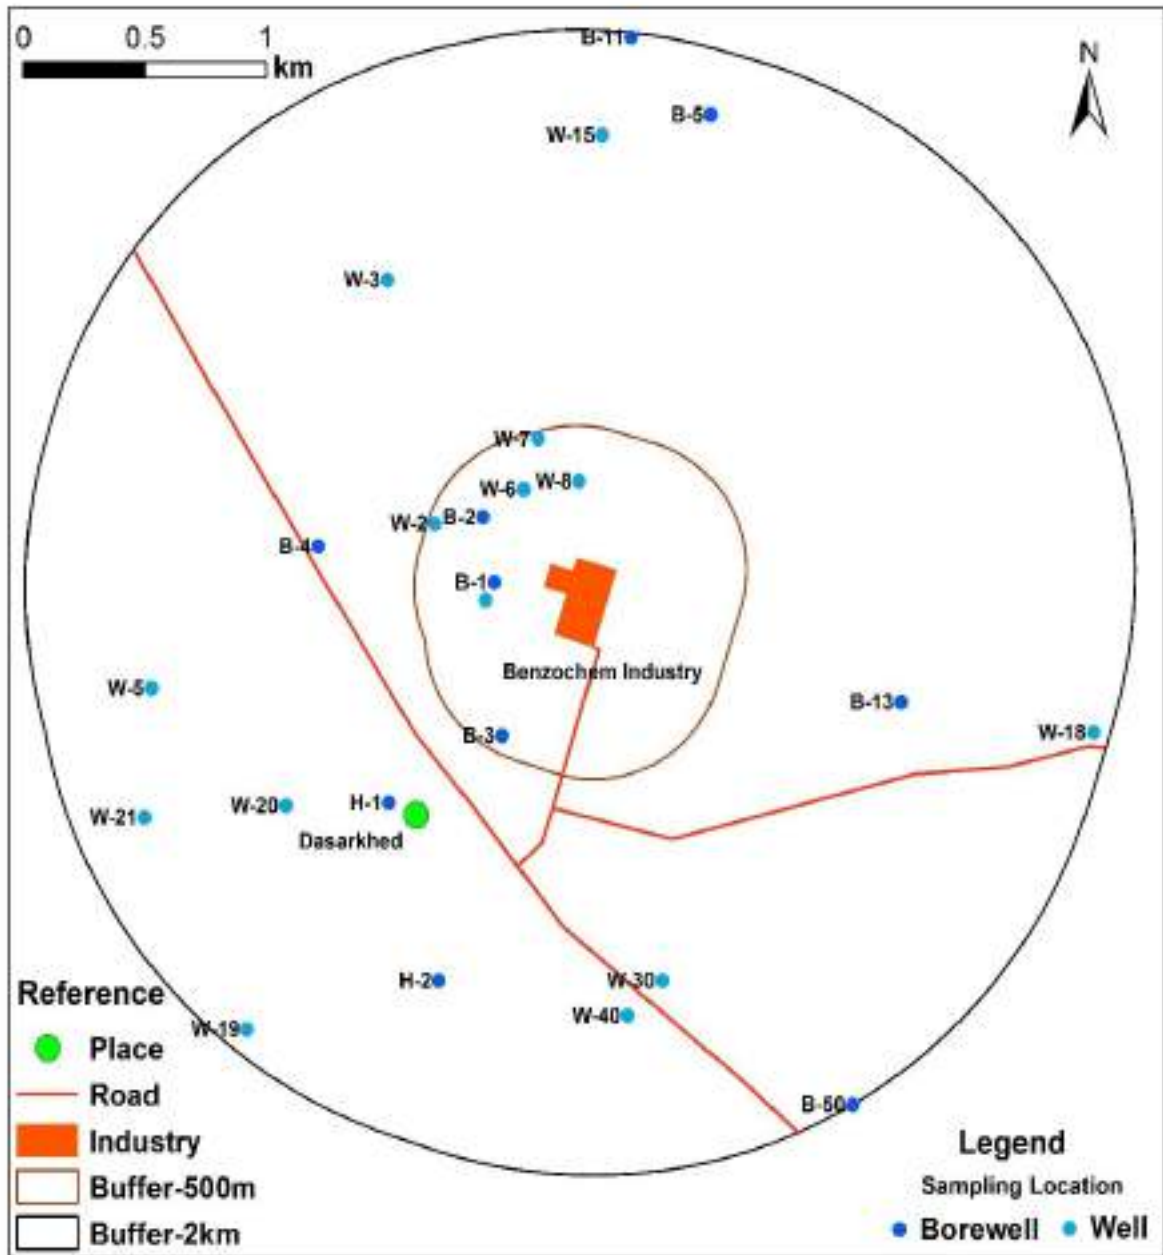 0 0.5 1
km
N
B-11
B-5
W-15
W-3
W-7
W-8
W-6
W-2
B-2
B-4
B-1
Benzochem Industry
W-5
B-13
W-18
B-3
H-1
W-20
W-21
Dasarkhed
H-2
W-30
W-40
W-19
B-50
Reference
Place
Road
Industry
Buffer-500m
Buffer-2km
Legend
Sampling Location
Borewell
Well